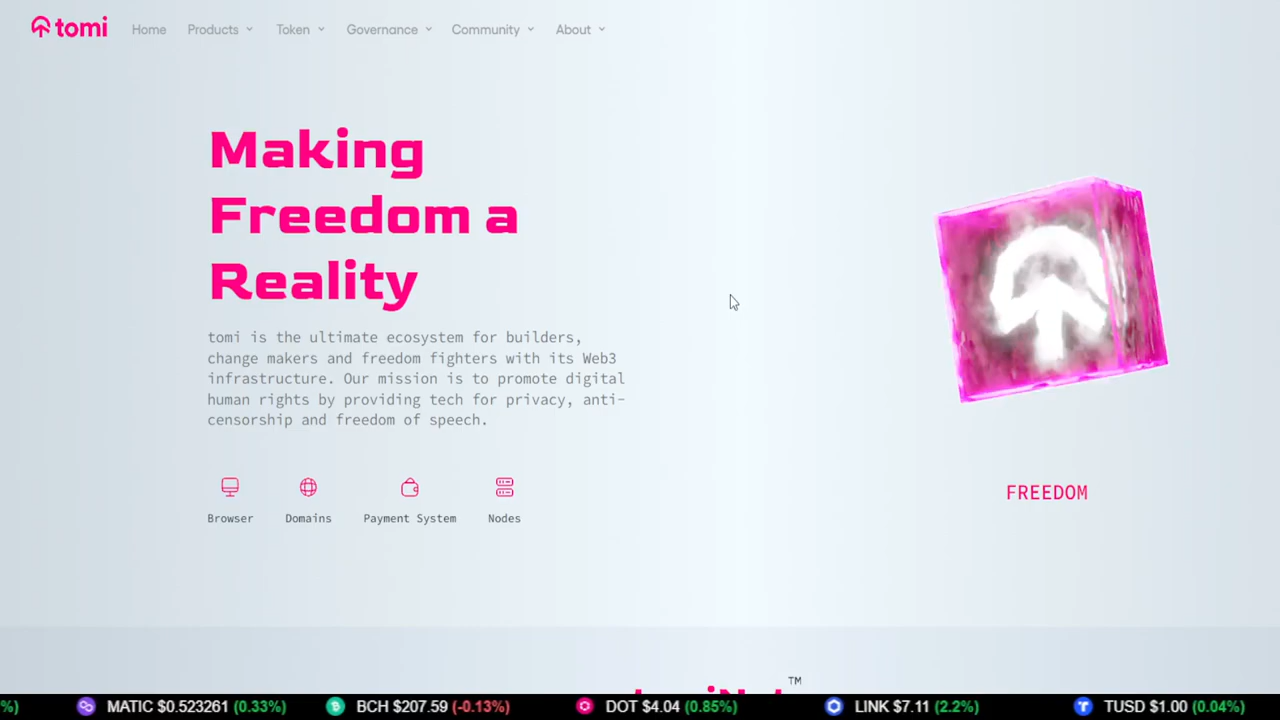 tomi
Home Products Token Governance Community About
Making
Freedom a
Reality
tomi is the ultimate ecosystem for builders,
change makers and freedom fighters with its Web3
infrastructure. Our mission is to promote digital
human rights by providing tech for privacy, anti-
censorship and freedom of speech.
Browser Domains Payment System Nodes
FREEDOM
TM
%) MATIC $0.523261 (0.33%) BCH $207.59 (-0.13%) DOT $4.04 (0.85%) LINK $7.11 (2.2%) TUSD $1.00 (0.04%)